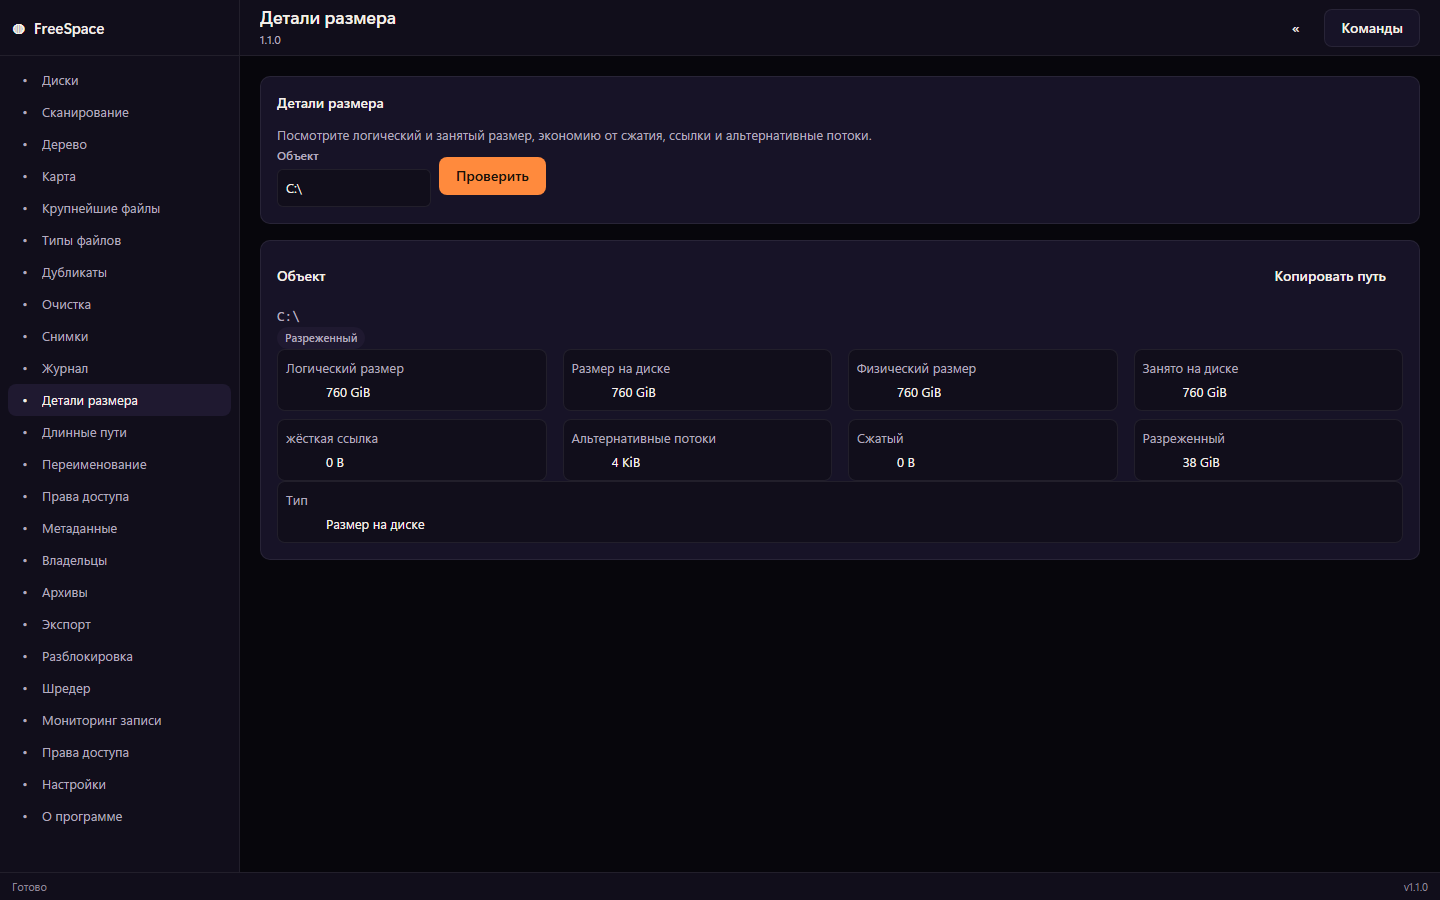 FreeSpace
Детали размера
1.1.0
«
Команды
• Диски
• Сканирование
• Дерево
• Карта
• Крупнейшие файлы
• Типы файлов
• Дубликаты
• Очистка
• Снимки
• Журнал
• Детали размера
• Длинные пути
• Переименование
• Права доступа
• Метаданные
• Владельцы
• Архивы
• Экспорт
• Разблокировка
• Шредер
• Мониторинг записи
• Права доступа
• Настройки
• О программе
Детали размера
Посмотрите логический и занятый размер, экономию от сжатия, ссылки и альтернативные потоки.
Объект
C:\
Проверить
Объект
Копировать путь
C:\
Разреженный
Логический размер
760 GiB
Размер на диске
760 GiB
Физический размер
760 GiB
Занято на диске
760 GiB
жёсткая ссылка
0 B
Альтернативные потоки
4 KiB
Сжатый
0 B
Разреженный
38 GiB
Тип
Размер на диске
Готово
v1.1.0